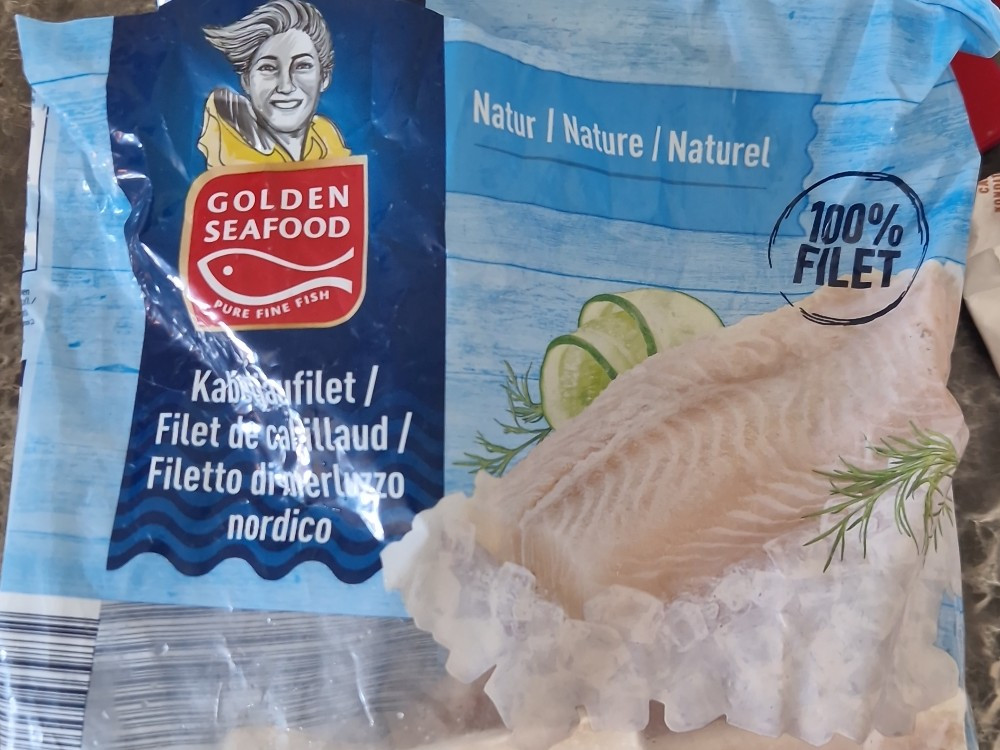 GOLDEN
SEAFOOD
PURE FINE FISH
Natur / Nature / Naturel
100%
FILET
Kabeljaufilet /
Filet de cabillaud /
Filetto di merluzzo
nordico